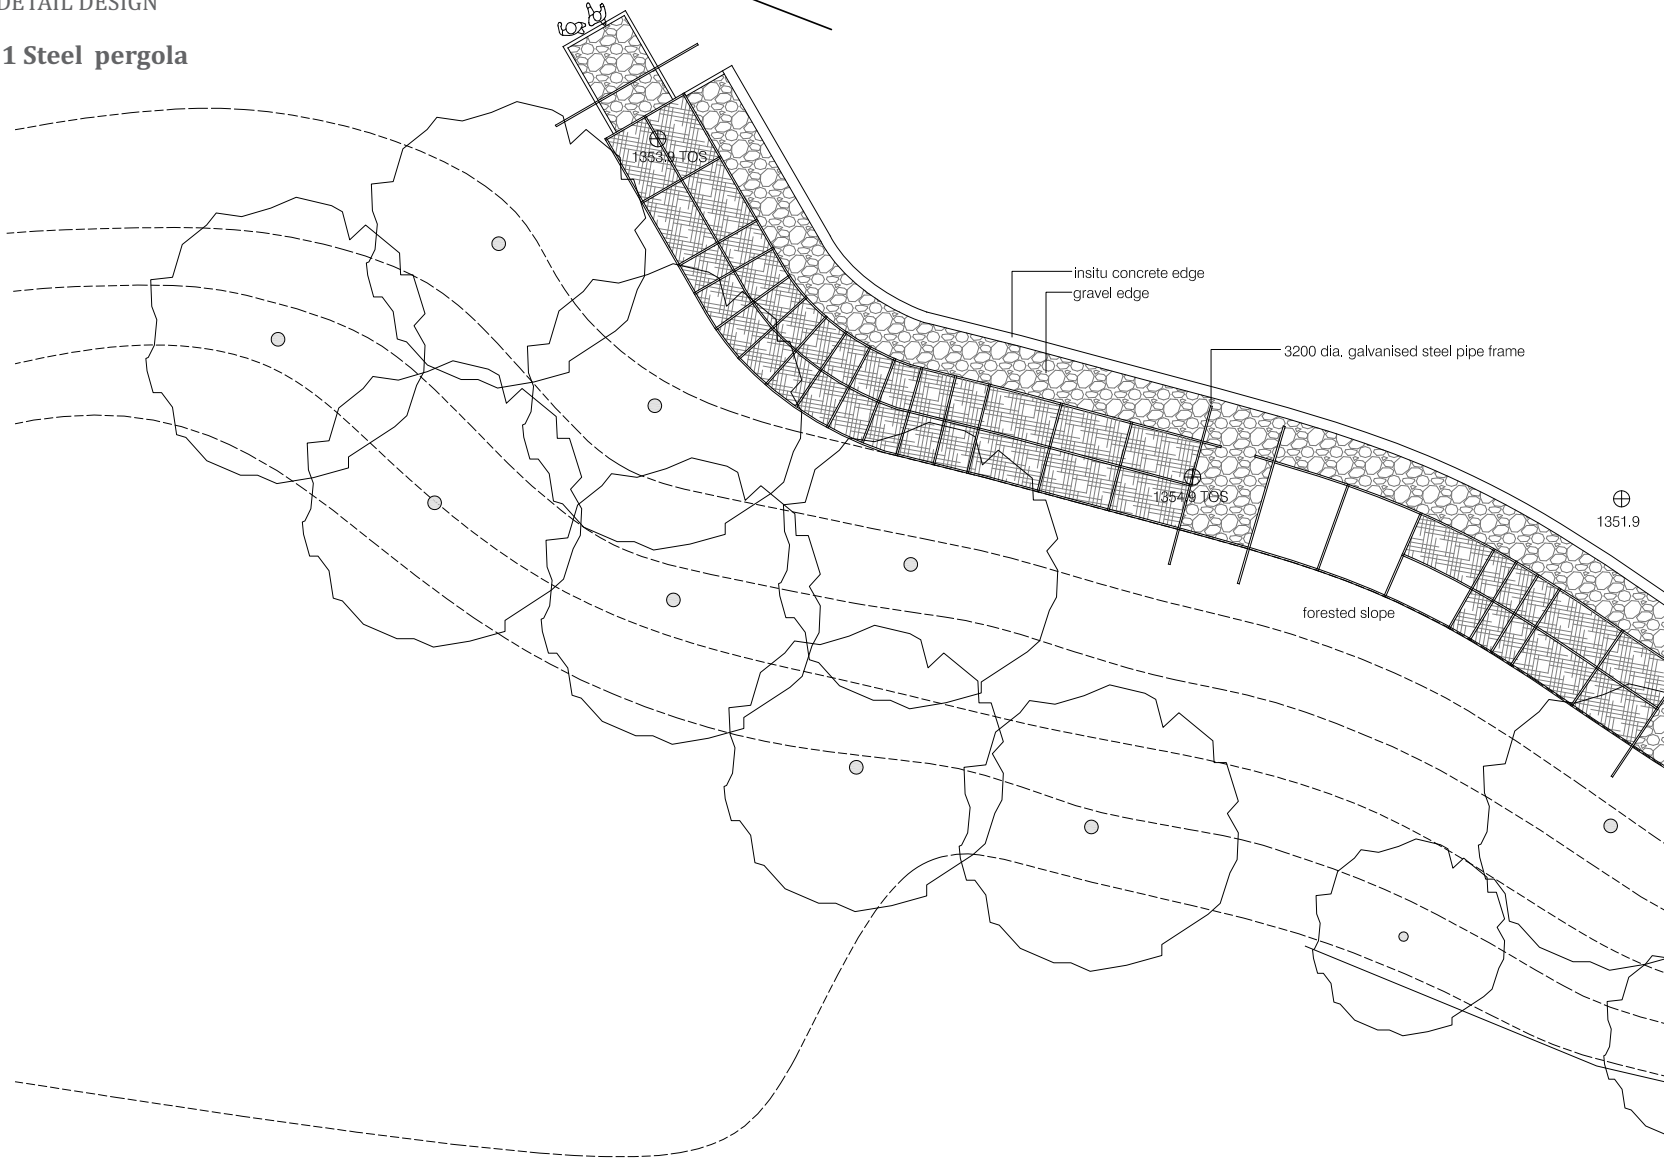 DETAIL DESIGN
1 Steel pergola
1353.9 TOS
insitu concrete edge
gravel edge
3200 dia. galvanised steel pipe frame
1354.9 TOS
1351.9
forested slope